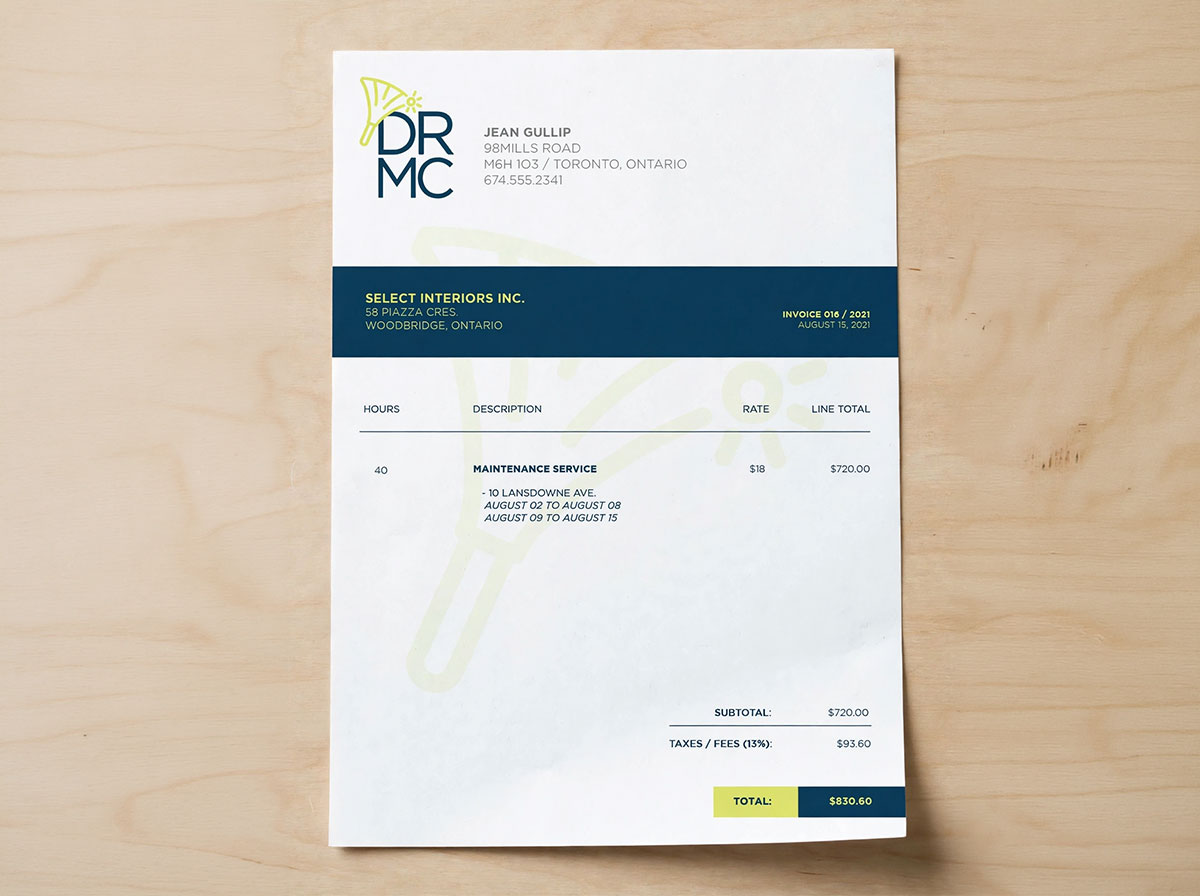 DR
MC
JEAN GULLIP
98MILLS ROAD
M6H 1O3 / TORONTO, ONTARIO
674.555.2341
SELECT INTERIORS INC.
58 PIAZZA CRES.
WOODBRIDGE, ONTARIO
INVOICE 016 / 2021
AUGUST 15, 2021
HOURS DESCRIPTION RATE LINE TOTAL
40 MAINTENANCE SERVICE $18 $720.00
- 10 LANSDOWNE AVE.
AUGUST 02 TO AUGUST 08
AUGUST 09 TO AUGUST 15
SUBTOTAL: $720.00
TAXES / FEES (13%): $93.60
TOTAL: $830.60